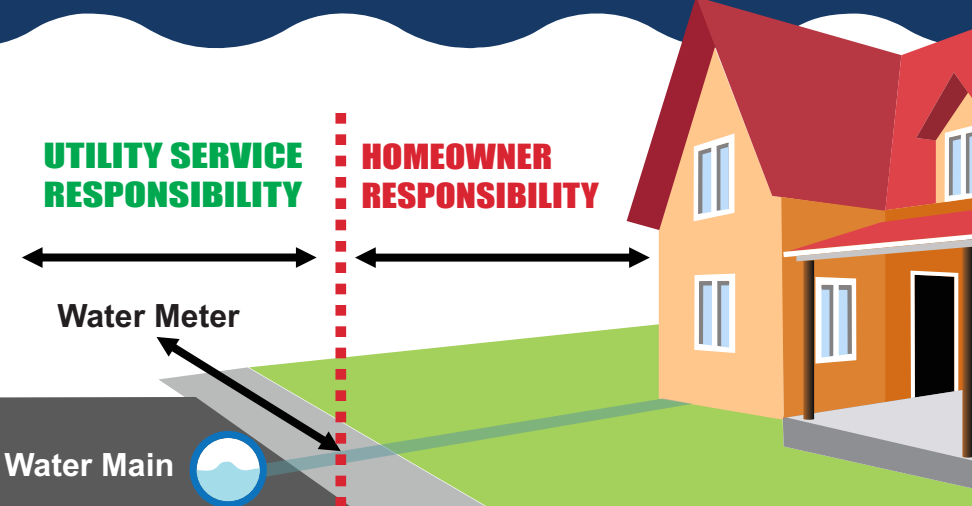 UTILITY SERVICE
RESPONSIBILITY
HOMEOWNER
RESPONSIBILITY
Water Meter
Water Main